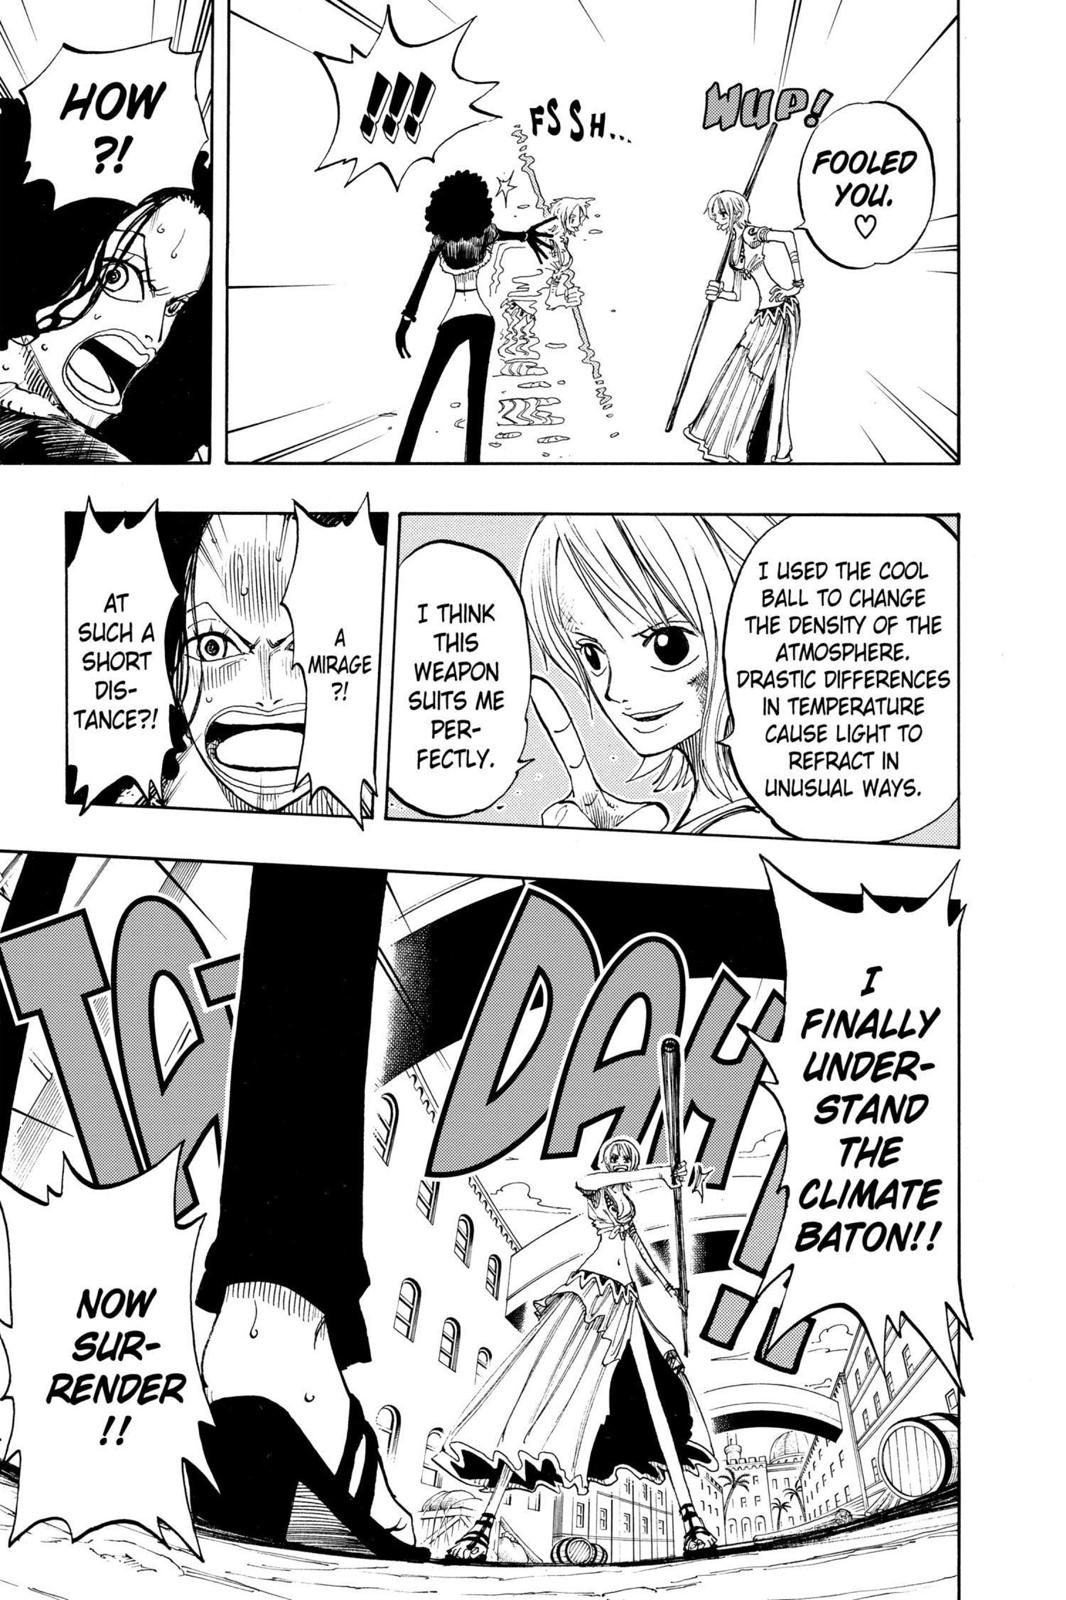 WUP!
FOOLED
YOU.
♡
FSSH...
!!!
HOW
?!
I USED THE COOL
BALL TO CHANGE
THE DENSITY OF THE
ATMOSPHERE.
DRASTIC DIFFERENCES
IN TEMPERATURE
CAUSE LIGHT TO
REFRACT IN
UNUSUAL WAYS.
I THINK
THIS
WEAPON
SUITS ME
PER-
FECTLY.
A
MIRAGE
?!
AT
SUCH A
SHORT
DIS-
TANCE?!
TA DAH!!
I
FINALLY
UNDER-
STAND
THE
CLIMATE
BATON!!
NOW
SUR-
RENDER
!!